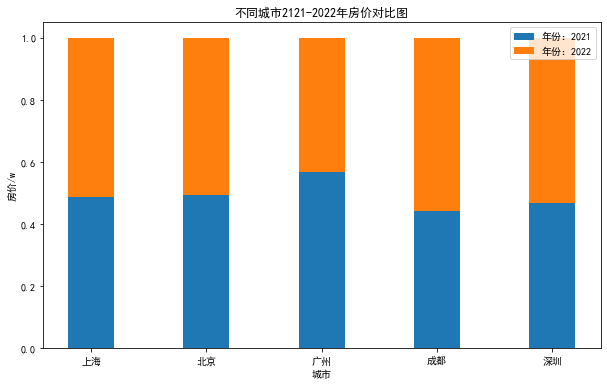 不同城市2121-2022年房价对比图
年份: 2021
年份: 2022
房价/w
1.0
0.8
0.6
0.4
0.2
0.0
上海 北京 广州 成都 深圳
城市